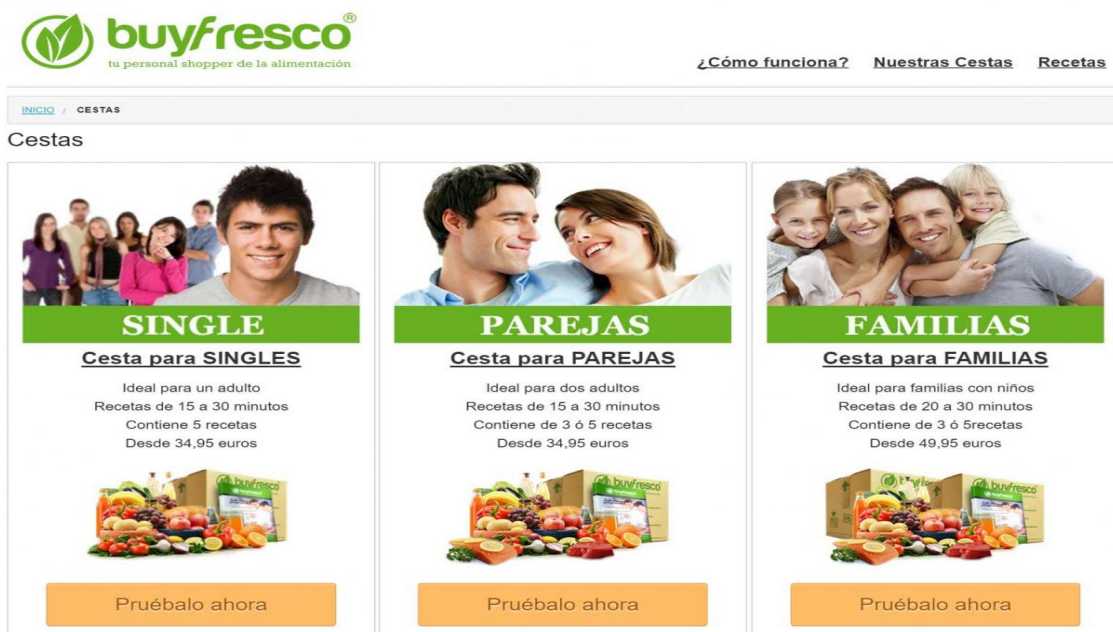 buyfresco®
tu personal shopper de la alimentación
¿Cómo funciona? Nuestras Cestas Recetas
INICIO / CESTAS
Cestas
SINGLE
Cesta para SINGLES
Ideal para un adulto
Recetas de 15 a 30 minutos
Contiene 5 recetas
Desde 34,95 euros
buyfresco
Pruébalo ahora
PAREJAS
Cesta para PAREJAS
Ideal para dos adultos
Recetas de 15 a 30 minutos
Contiene de 3 ó 5 recetas
Desde 34,95 euros
buyfresco
Pruébalo ahora
FAMILIAS
Cesta para FAMILIAS
Ideal para familias con niños
Recetas de 20 a 30 minutos
Contiene de 3 ó 5recetas
Desde 49,95 euros
buyfresco
Pruébalo ahora